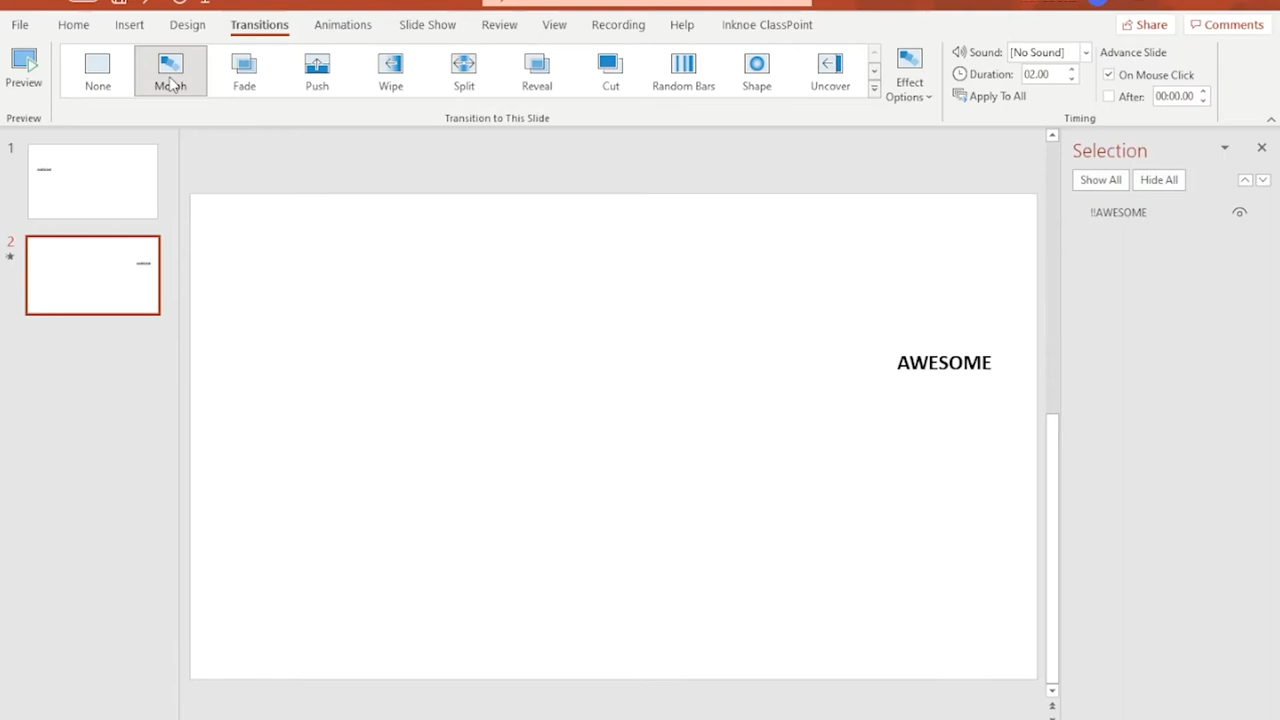 File Home Insert Design Transitions Animations Slide Show Review View Recording Help Inknoe ClassPoint Share Comments
Preview None Morph Fade Push Wipe Split Reveal Cut Random Bars Shape Uncover Effect Options
Sound: [No Sound] Advance Slide
Duration: 02.00 On Mouse Click
Apply To All After: 00:00.00
Preview Transition to This Slide Timing
1
2
AWESOME
Selection
Show All Hide All
!!AWESOME